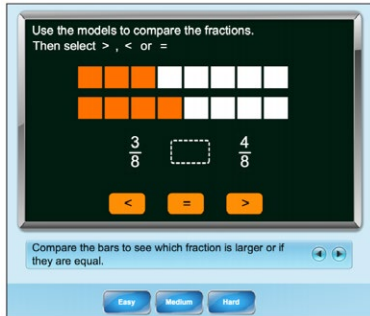 Use the models to compare the fractions.
Then select > , < or =
3/8 4/8
< = >
Compare the bars to see which fraction is larger or if
they are equal.
Easy Medium Hard